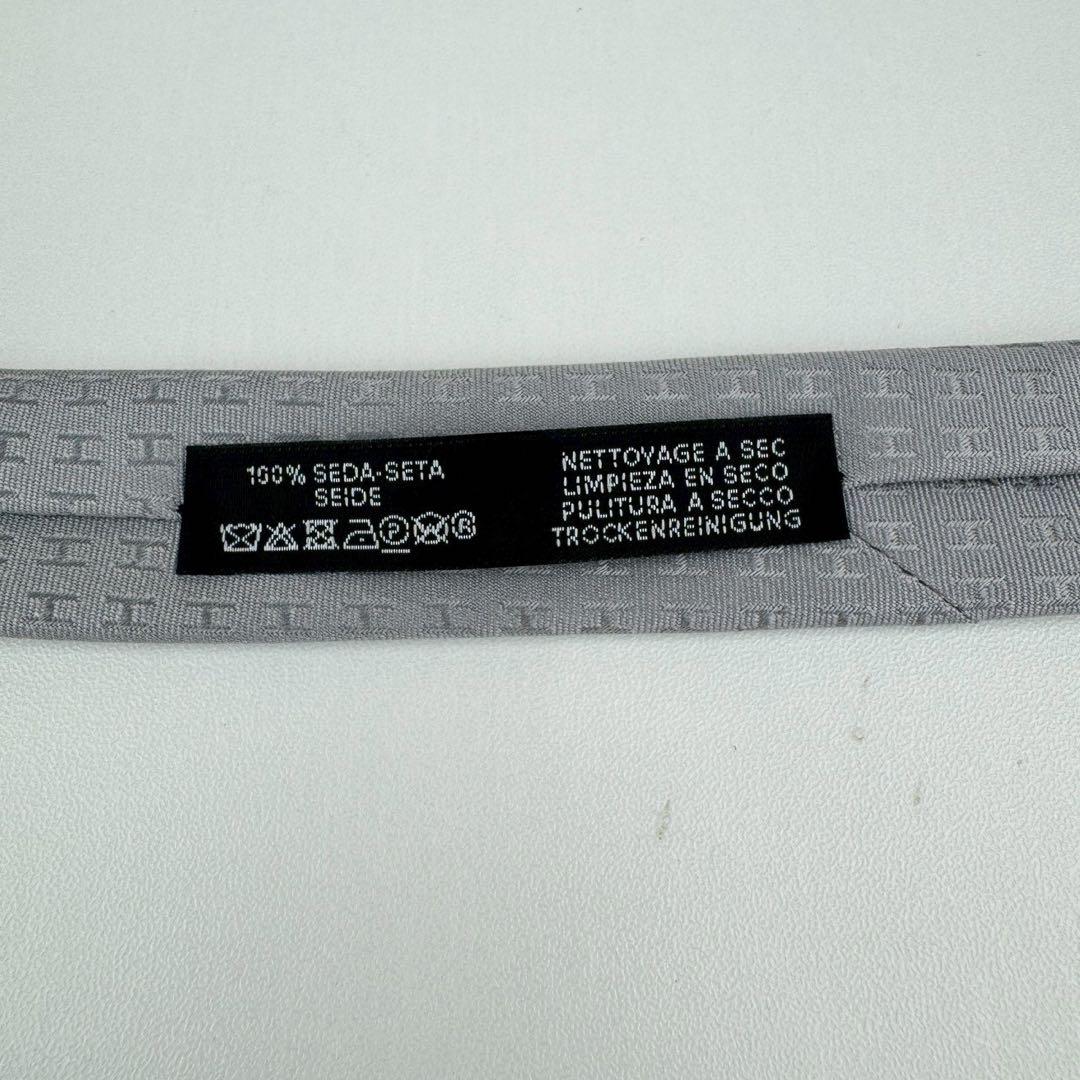 100% SEDA-SETA
SEIDE
P R
NETTOYAGE A SEC
LIMPIEZA EN SECO
PULITURA A SECCO
TROCKENREINIGUNG